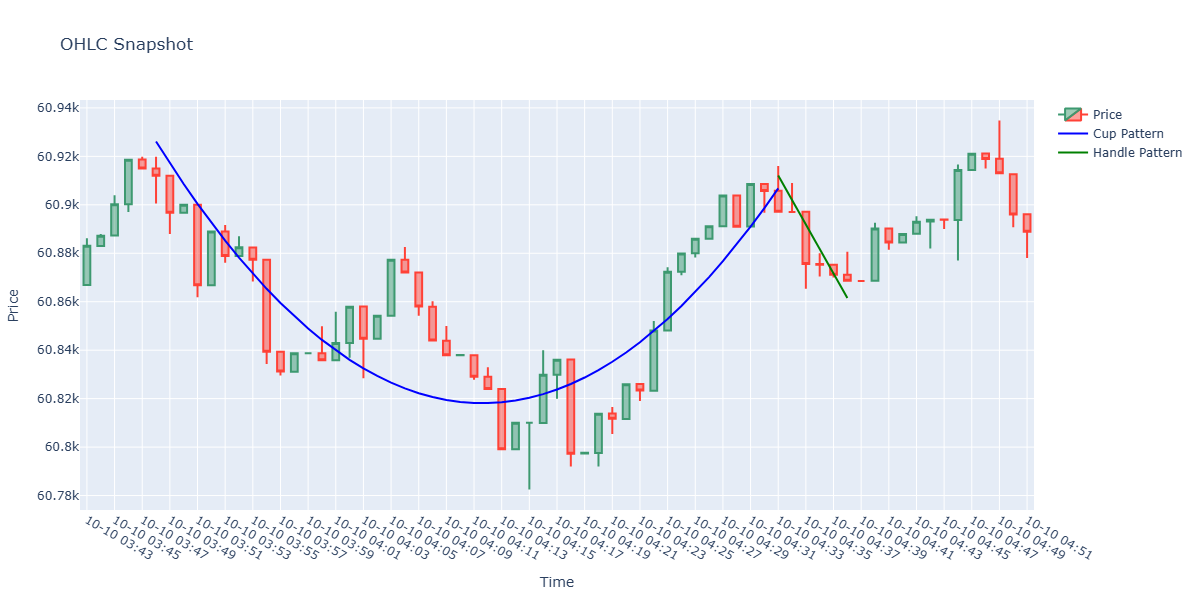 OHLC Snapshot
60.94k
60.92k
60.9k
60.88k
60.86k
60.84k
60.82k
60.8k
60.78k
Price
Price
Cup Pattern
Handle Pattern
10-10 03:43
10-10 03:45
10-10 03:47
10-10 03:49
10-10 03:51
10-10 03:53
10-10 03:55
10-10 03:57
10-10 03:59
10-10 04:01
10-10 04:03
10-10 04:05
10-10 04:07
10-10 04:09
10-10 04:11
10-10 04:13
10-10 04:15
10-10 04:17
10-10 04:19
10-10 04:21
10-10 04:23
10-10 04:25
10-10 04:27
10-10 04:29
10-10 04:31
10-10 04:33
10-10 04:35
10-10 04:37
10-10 04:39
10-10 04:41
10-10 04:43
10-10 04:45
10-10 04:47
10-10 04:49
10-10 04:51
Time